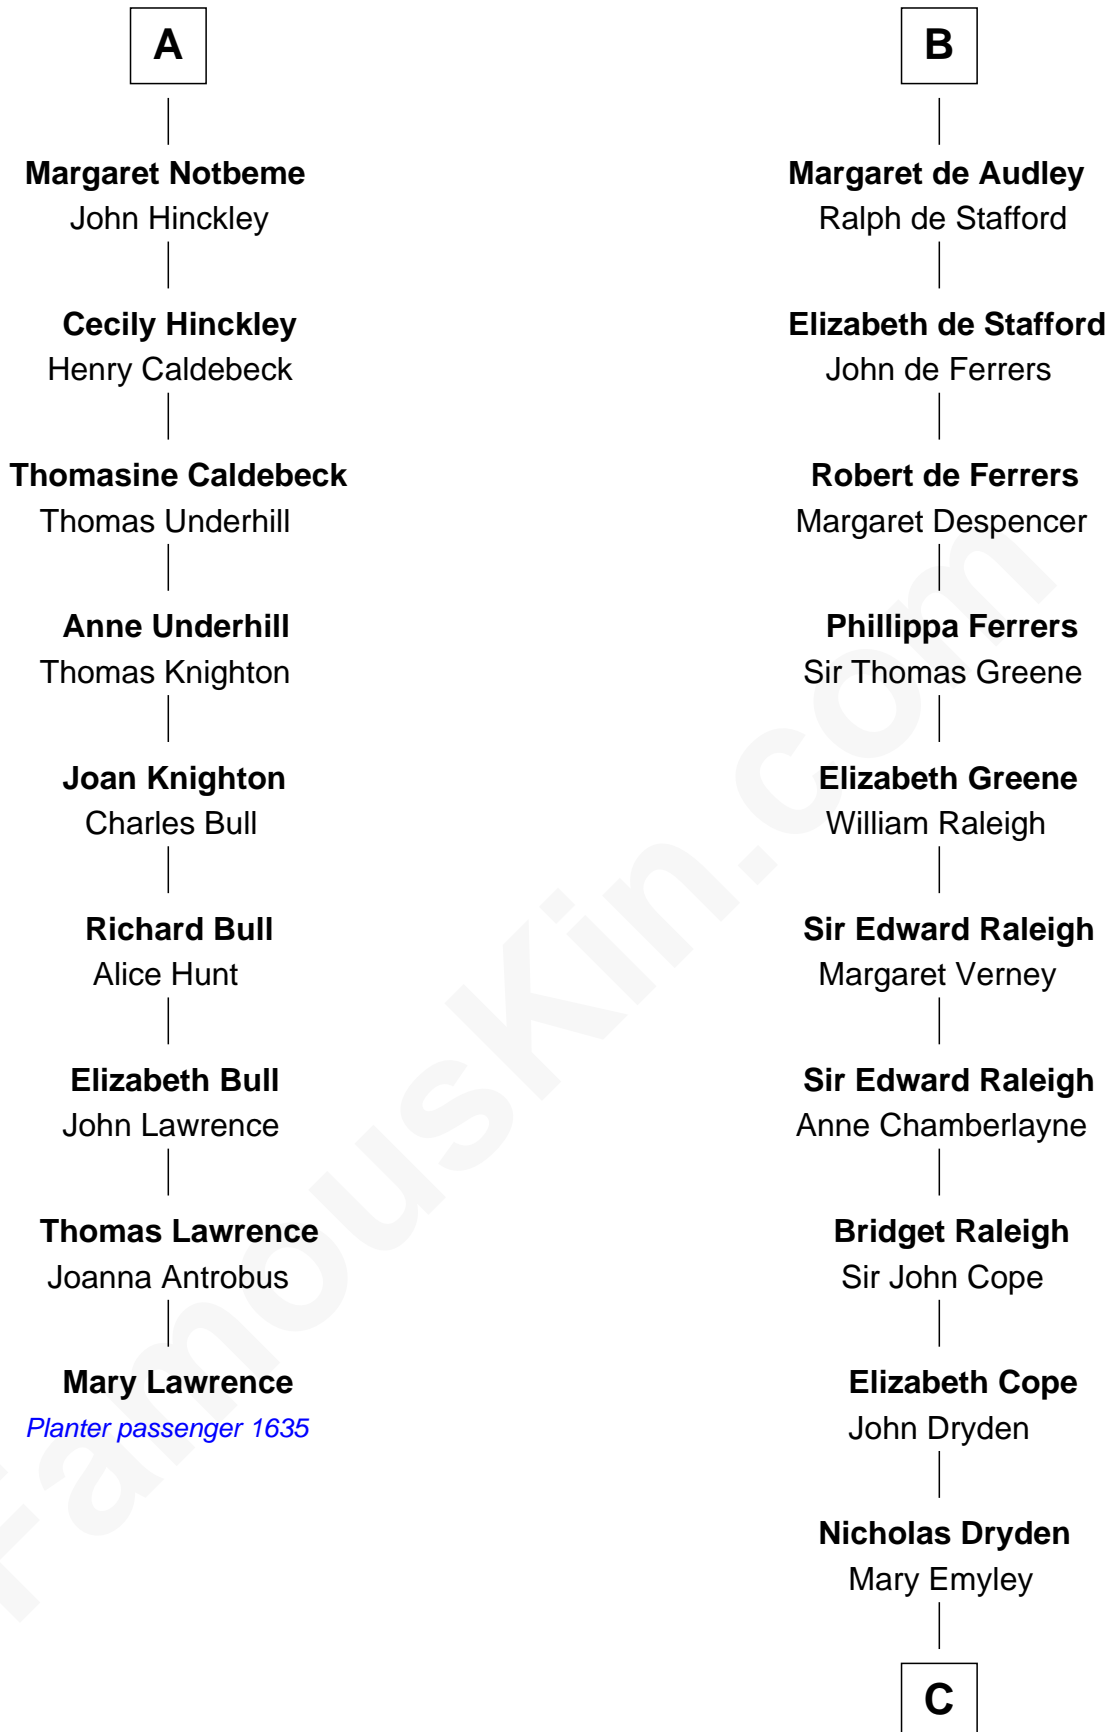 A
Margaret Notbeme
John Hinckley
Cecily Hinckley
Henry Caldebeck
Thomasine Caldebeck
Thomas Underhill
Anne Underhill
Thomas Knighton
Joan Knighton
Charles Bull
Richard Bull
Alice Hunt
Elizabeth Bull
John Lawrence
Thomas Lawrence
Joanna Antrobus
Mary Lawrence
Planter passenger 1635
B
Margaret de Audley
Ralph de Stafford
Elizabeth de Stafford
John de Ferrers
Robert de Ferrers
Margaret Despencer
Phillippa Ferrers
Sir Thomas Greene
Elizabeth Greene
William Raleigh
Sir Edward Raleigh
Margaret Verney
Sir Edward Raleigh
Anne Chamberlayne
Bridget Raleigh
Sir John Cope
Elizabeth Cope
John Dryden
Nicholas Dryden
Mary Emyley
C
FamousKin.com